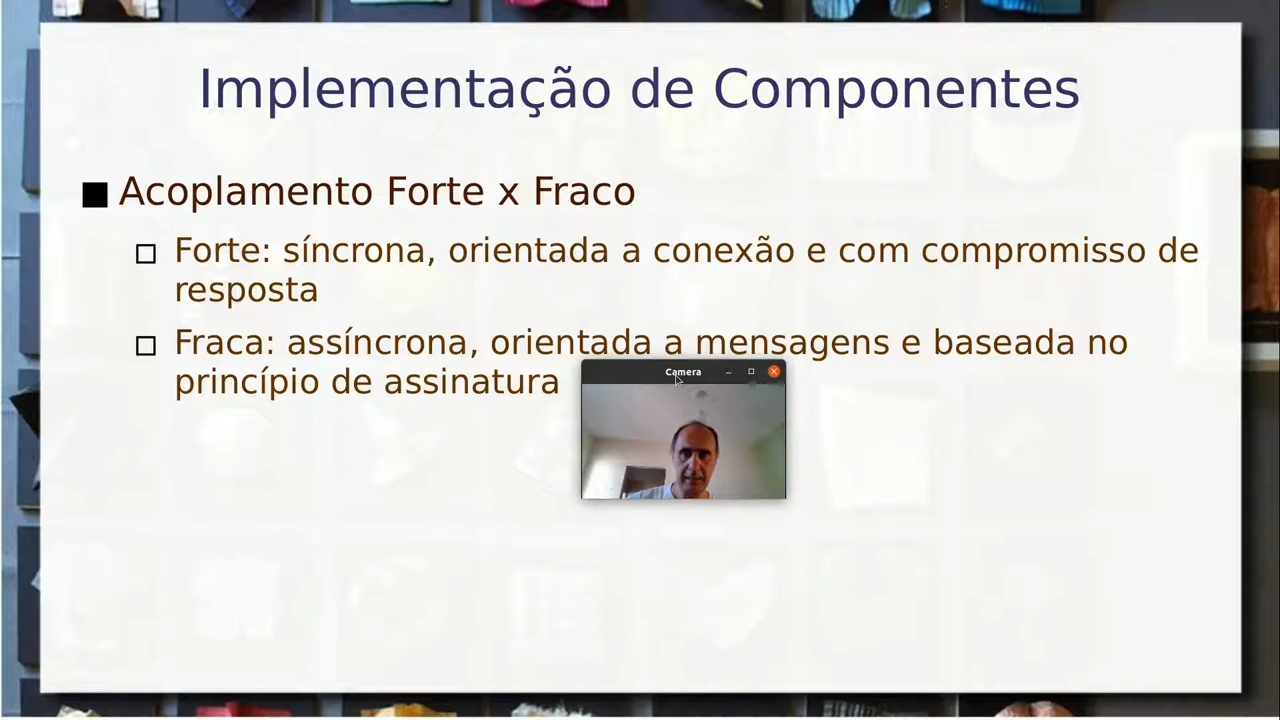 Implementação de Componentes
Acoplamento Forte x Fraco
Forte: síncrona, orientada a conexão e com compromisso de
resposta
Fraca: assíncrona, orientada a mensagens e baseada no
princípio de assinatura
Camera